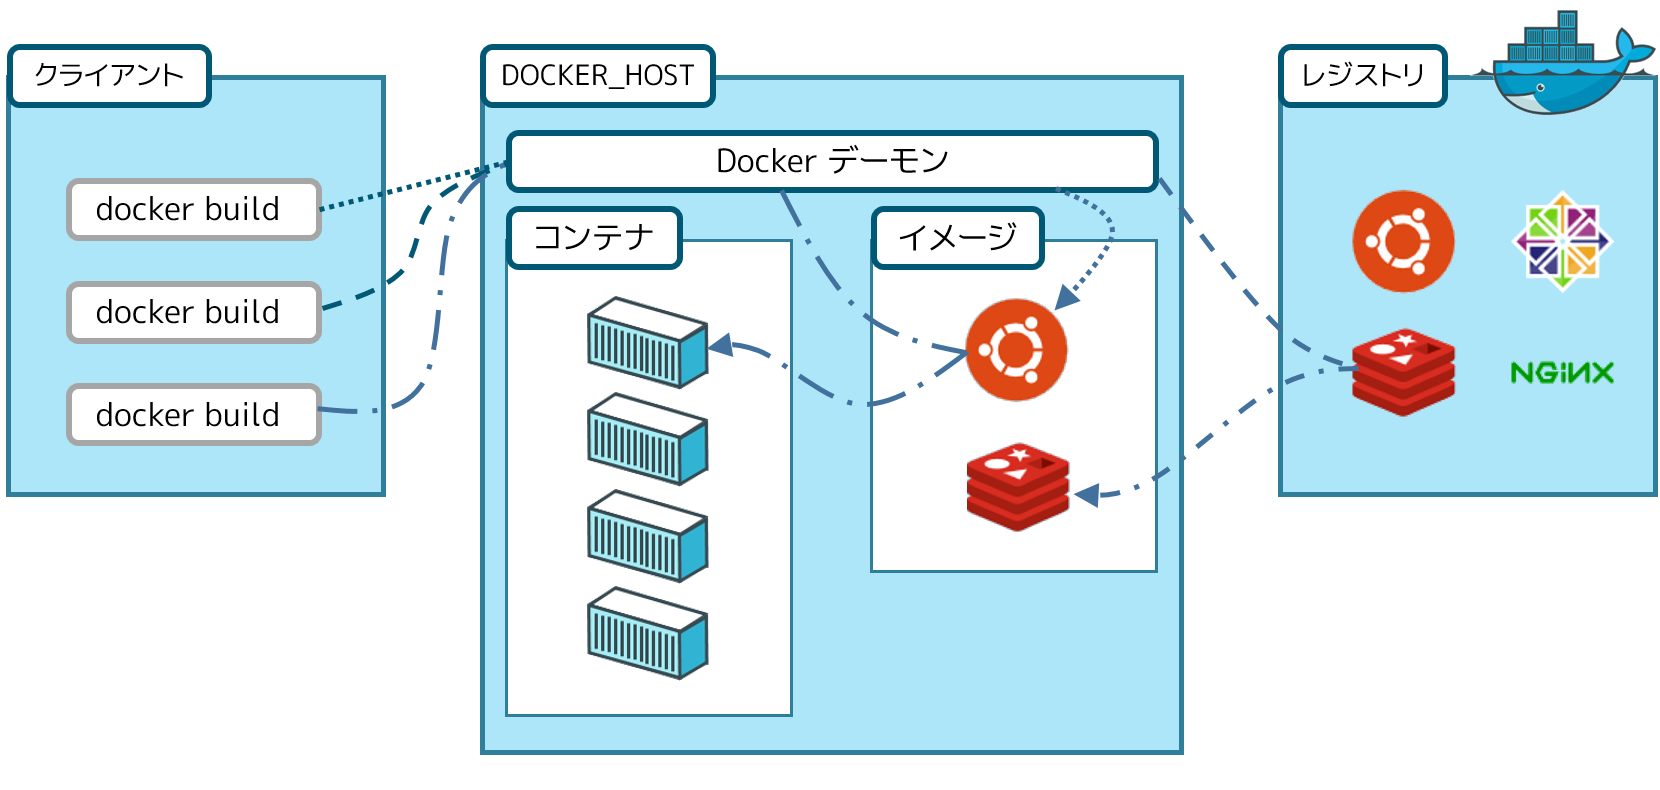 クライアント
docker build
docker build
docker build
DOCKER_HOST
Docker デーモン
コンテナ
イメージ
レジストリ
NGiNX